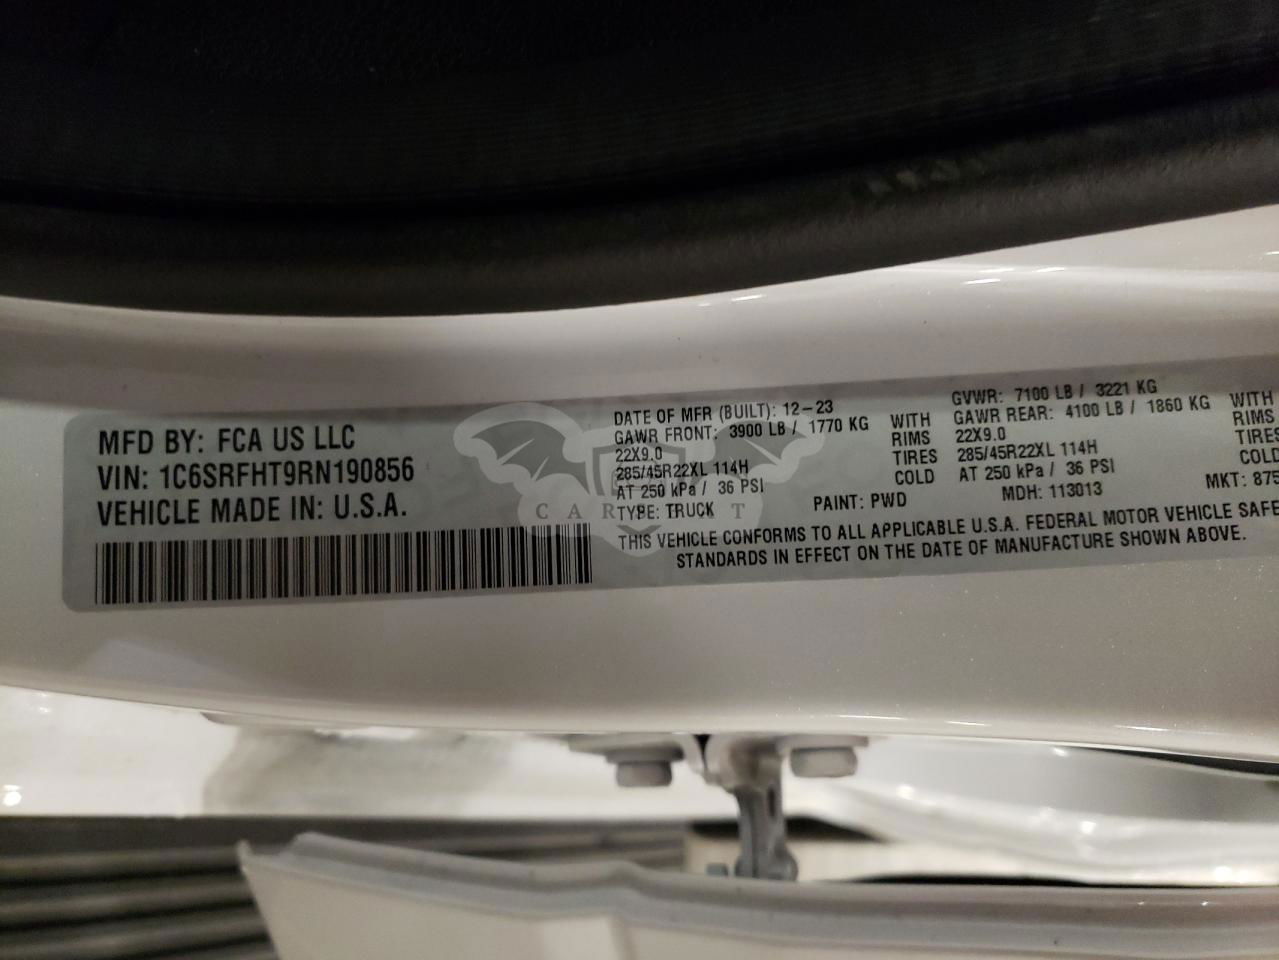 MFD BY: FCA US LLC
VIN: 1C6SRFHT9RN190856
VEHICLE MADE IN: U.S.A.
DATE OF MFR (BUILT): 12-23
GAWR FRONT: 3900 LB / 1770 KG WITH
22X9.0 RIMS
285/45R22XL 114H TIRES
AT 250 kPa / 36 PSI COLD
TYPE: TRUCK PAINT: PWD
GVWR: 7100 LB / 3221 KG
GAWR REAR: 4100 LB / 1860 KG WITH
22X9.0 RIMS
285/45R22XL 114H TIRES
AT 250 kPa / 36 PSI COLD
MDH: 113013 MKT: 875
THIS VEHICLE CONFORMS TO ALL APPLICABLE U.S.A. FEDERAL MOTOR VEHICLE SAFE
STANDARDS IN EFFECT ON THE DATE OF MANUFACTURE SHOWN ABOVE.